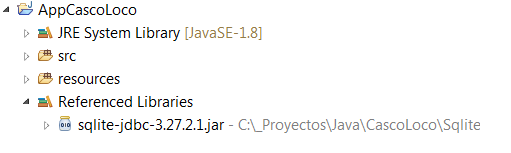 AppCascoLoco
JRE System Library [JavaSE-1.8]
src
resources
Referenced Libraries
sqlite-jdbc-3.27.2.1.jar - C:\_Proyectos\Java\CascoLoco\Sqlite